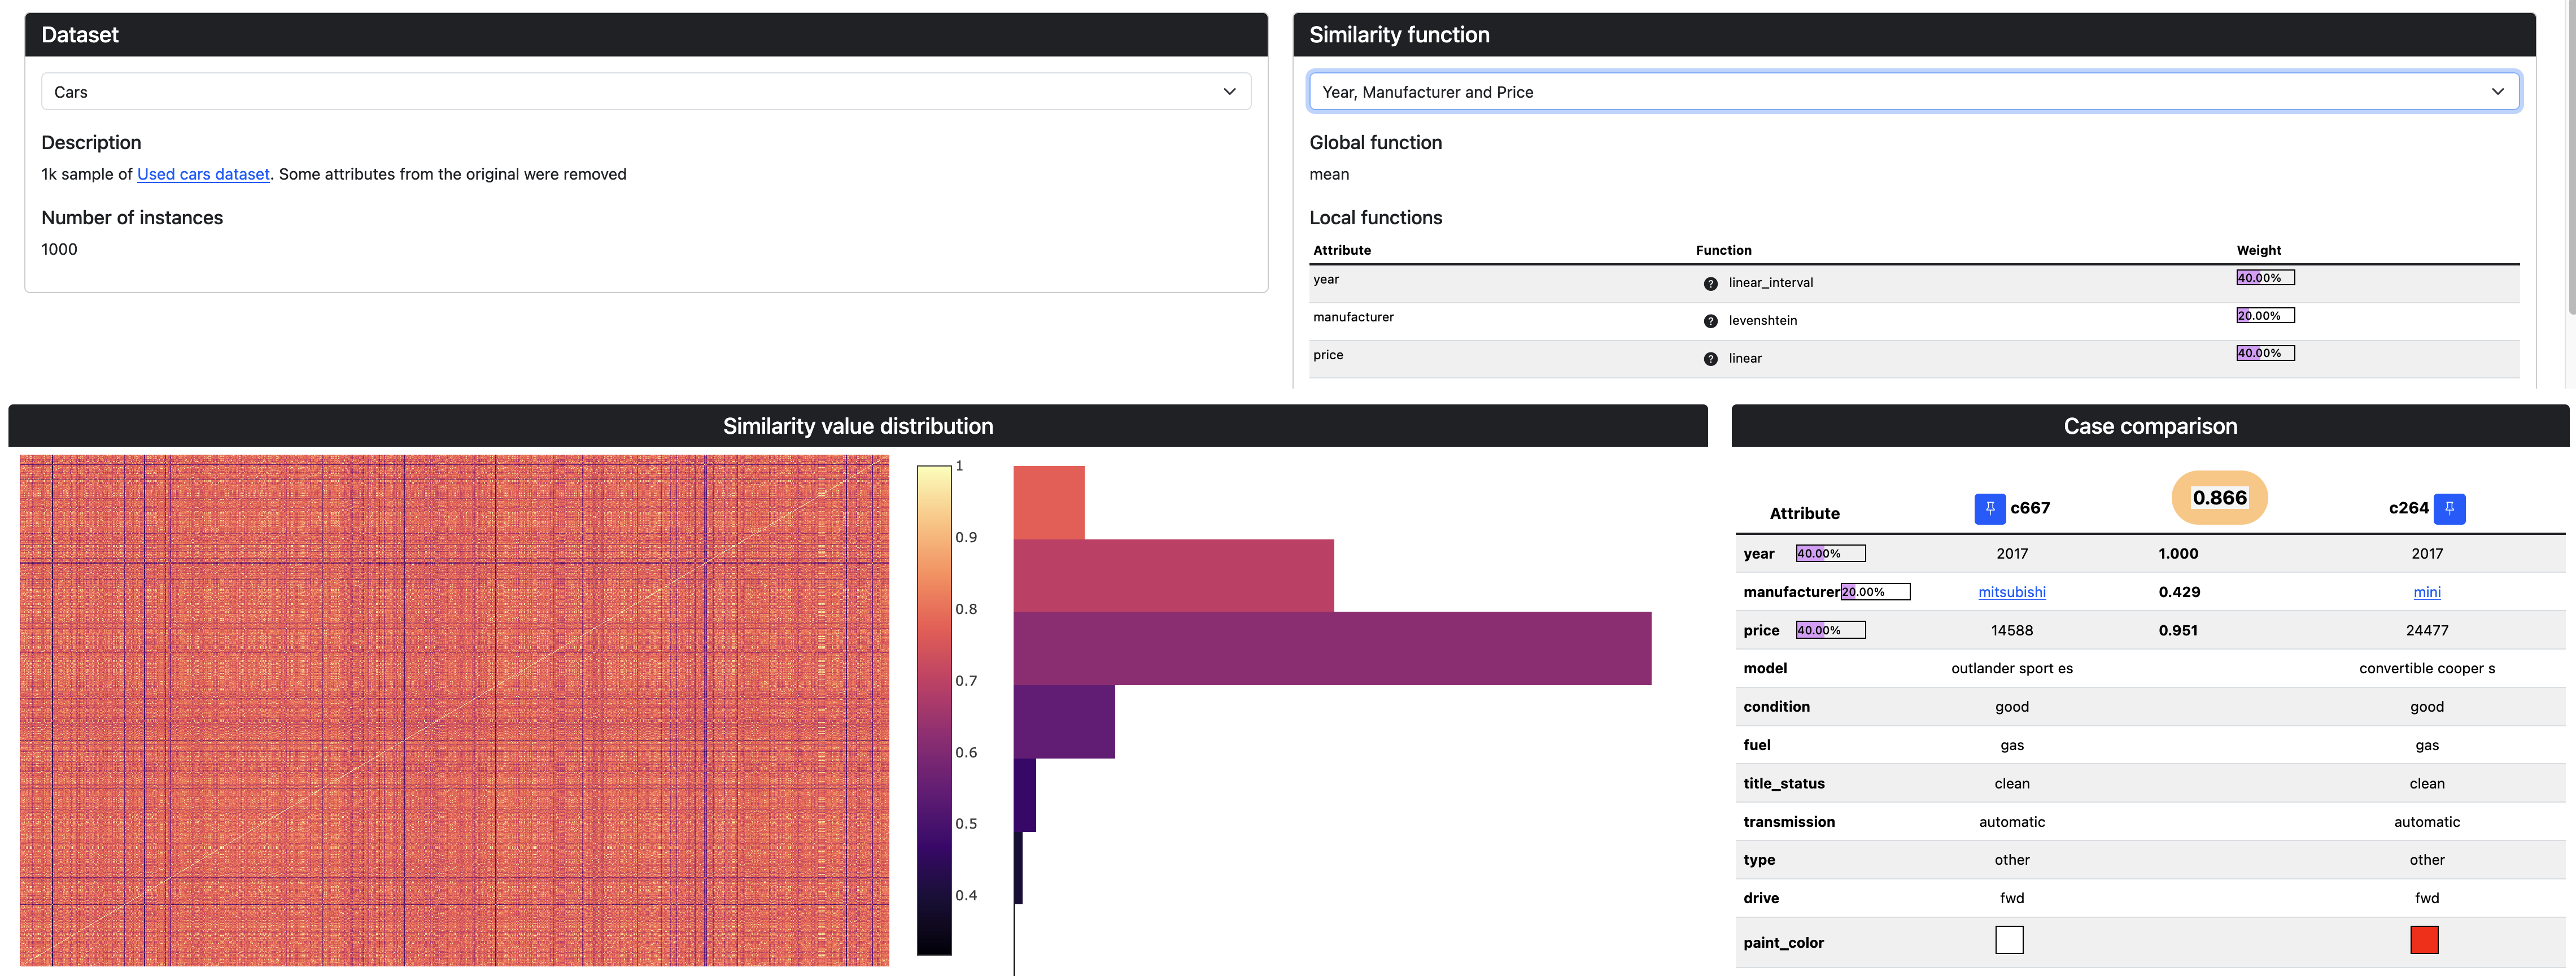 Dataset
Cars
Description
1k sample of Used cars dataset. Some attributes from the original were removed
Number of instances
1000
Similarity function
Year, Manufacturer and Price
Global function
mean
Local functions
Attribute Function Weight
year ? linear_interval 40.00%
manufacturer ? levenshtein 20.00%
price ? linear 40.00%
Similarity value distribution
1
0.9
0.8
0.7
0.6
0.5
0.4
Case comparison
Attribute c667 0.866 c264
year 40.00% 2017 1.000 2017
manufacturer 20.00% mitsubishi 0.429 mini
price 40.00% 14588 0.951 24477
model outlander sport es convertible cooper s
condition good good
fuel gas gas
title_status clean clean
transmission automatic automatic
type other other
drive fwd fwd
paint_color